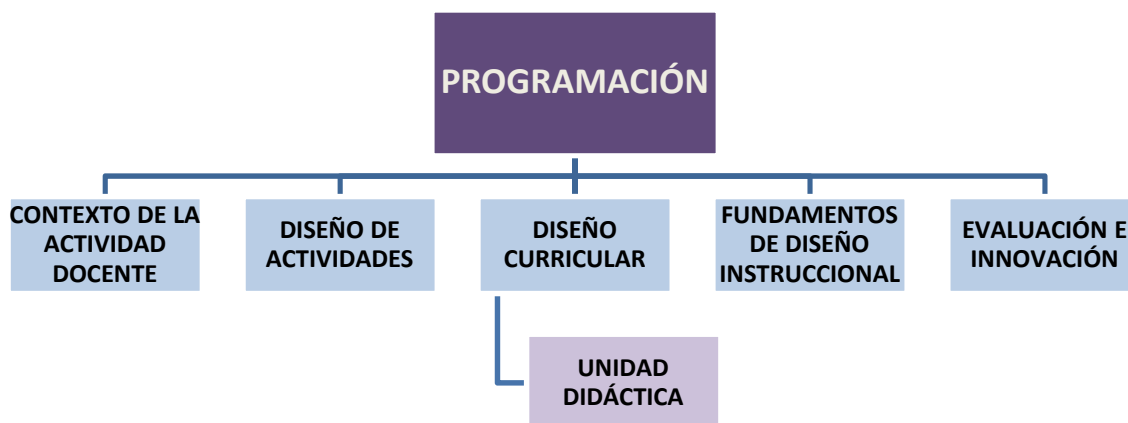 PROGRAMACIÓN
CONTEXTO DE LA
ACTIVIDAD
DOCENTE
DISEÑO DE
ACTIVIDADES
DISEÑO
CURRICULAR
FUNDAMENTOS
DE DISEÑO
INSTRUCCIONAL
EVALUACIÓN E
INNOVACIÓN
UNIDAD
DIDÁCTICA